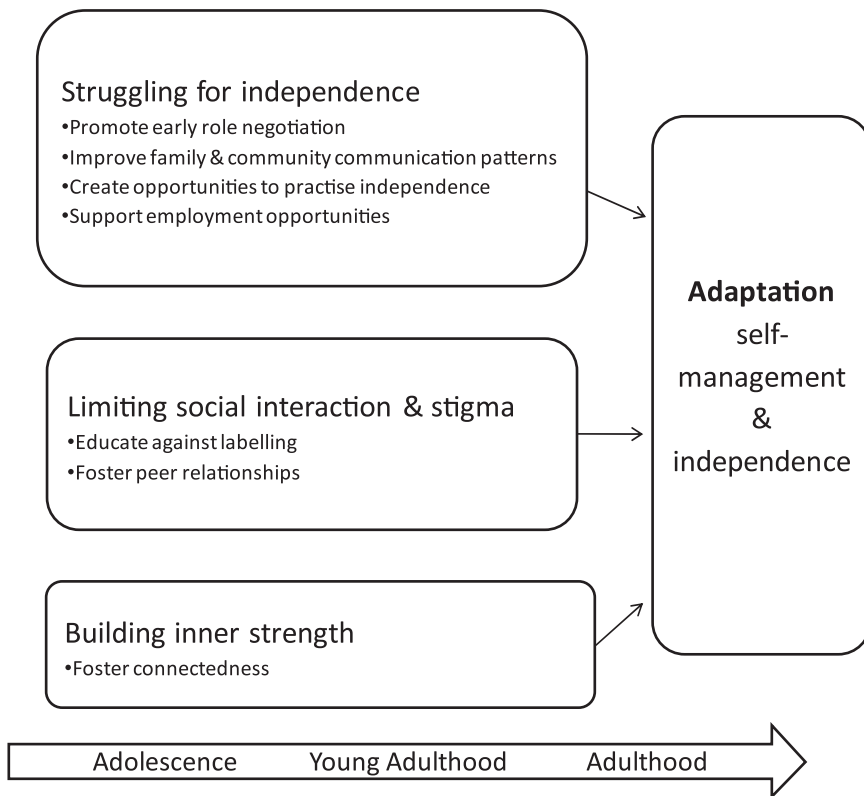 Struggling for independence
•Promote early role negotiation
•Improve family & community communication patterns
•Create opportunities to practise independence
•Support employment opportunities
Limiting social interaction & stigma
•Educate against labelling
•Foster peer relationships
Building inner strength
•Foster connectedness
Adaptation
self-
management
&
independence
Adolescence Young Adulthood Adulthood